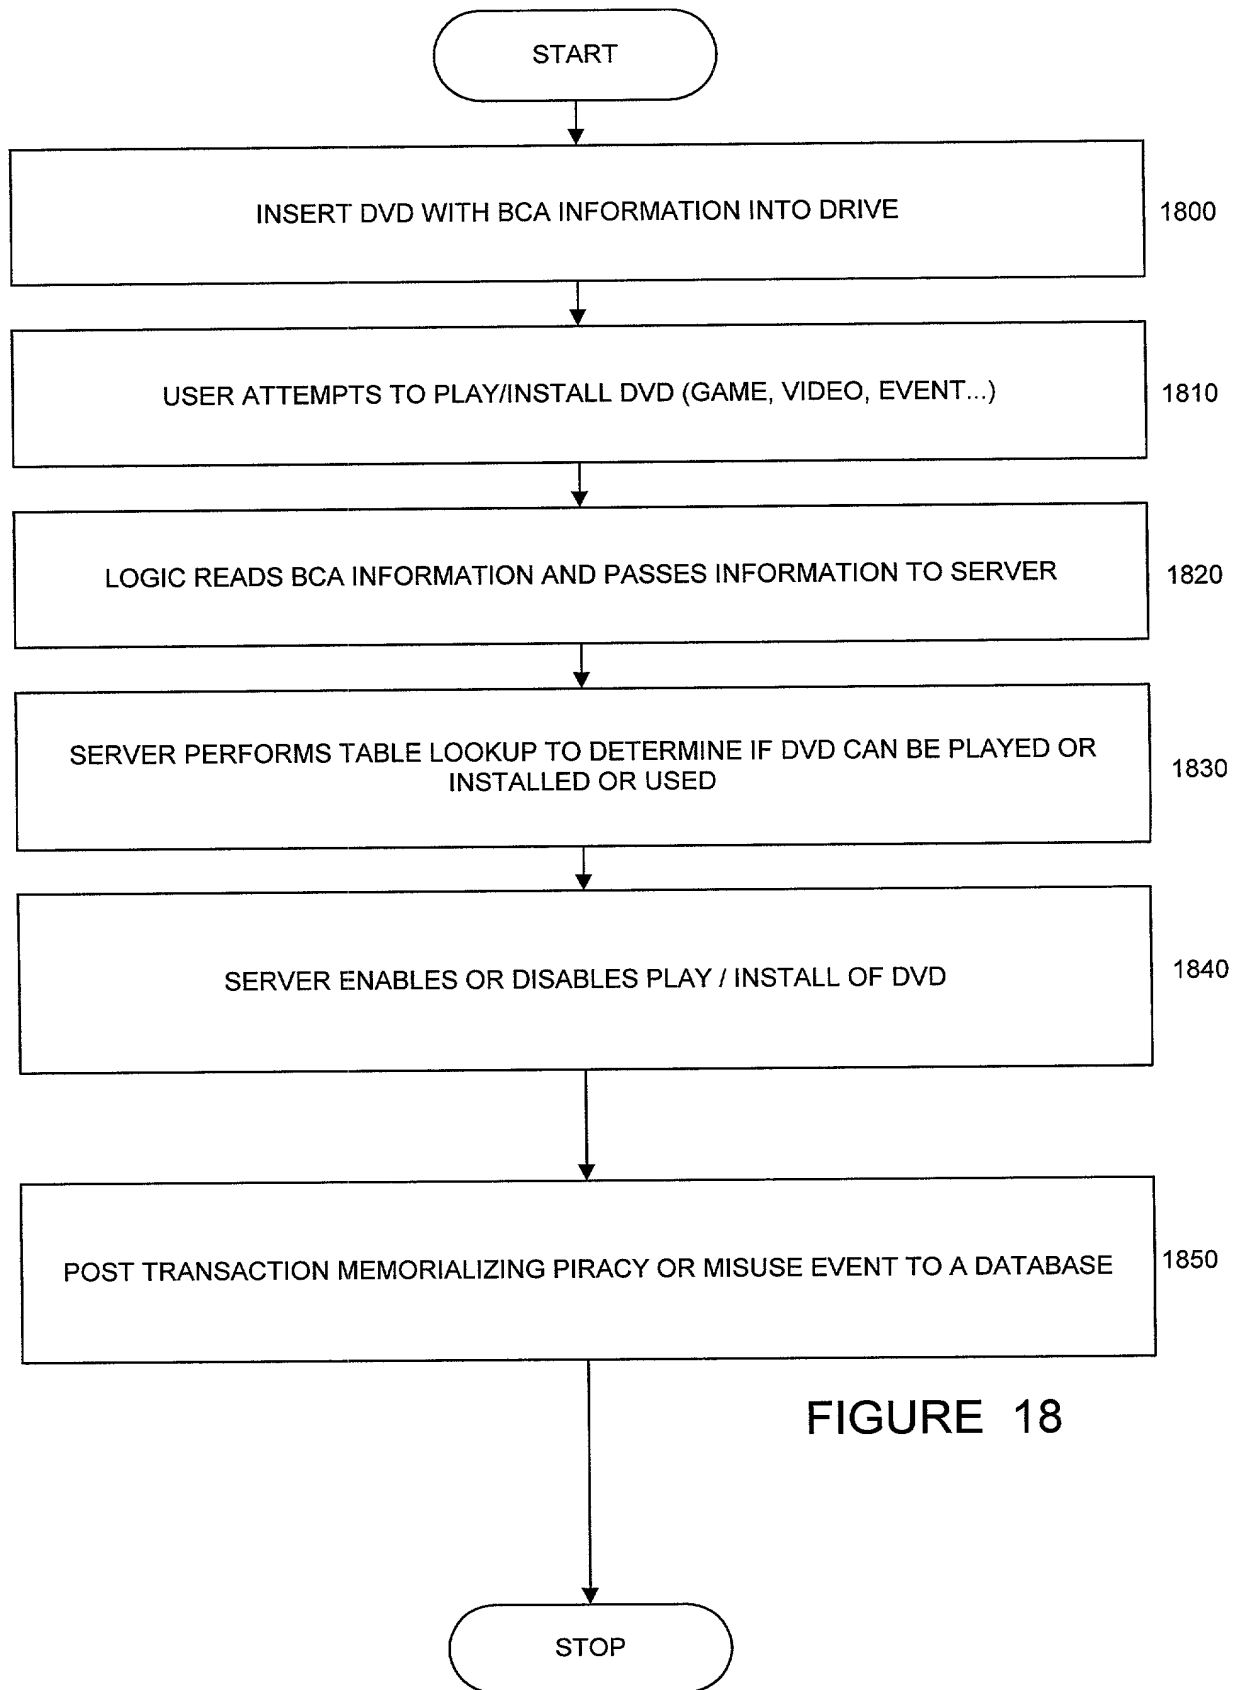 START
INSERT DVD WITH BCA INFORMATION INTO DRIVE
1800
USER ATTEMPTS TO PLAY/INSTALL DVD (GAME, VIDEO, EVENT...)
1810
LOGIC READS BCA INFORMATION AND PASSES INFORMATION TO SERVER
1820
SERVER PERFORMS TABLE LOOKUP TO DETERMINE IF DVD CAN BE PLAYED OR
INSTALLED OR USED
1830
SERVER ENABLES OR DISABLES PLAY / INSTALL OF DVD
1840
POST TRANSACTION MEMORIALIZING PIRACY OR MISUSE EVENT TO A DATABASE
1850
FIGURE 18
STOP